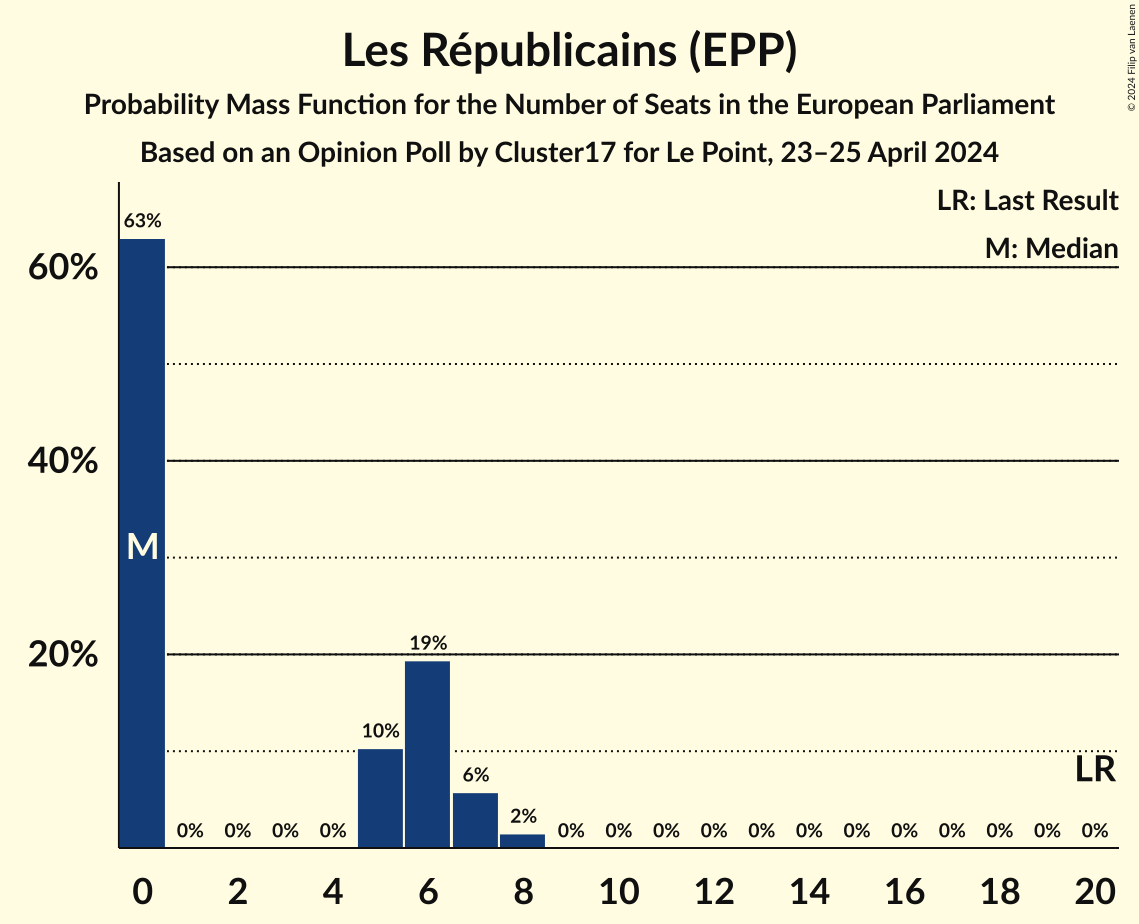 Les Républicains (EPP)
Probability Mass Function for the Number of Seats in the European Parliament
Based on an Opinion Poll by Cluster17 for Le Point, 23–25 April 2024
© 2024 Filip van Laenen
LR: Last Result
M: Median
63%
60%
40%
M
20%
19%
10%
6%
2%
LR
0% 0% 0% 0% 0% 0% 0% 0% 0% 0% 0% 0% 0% 0% 0% 0%
0 2 4 6 8 10 12 14 16 18 20